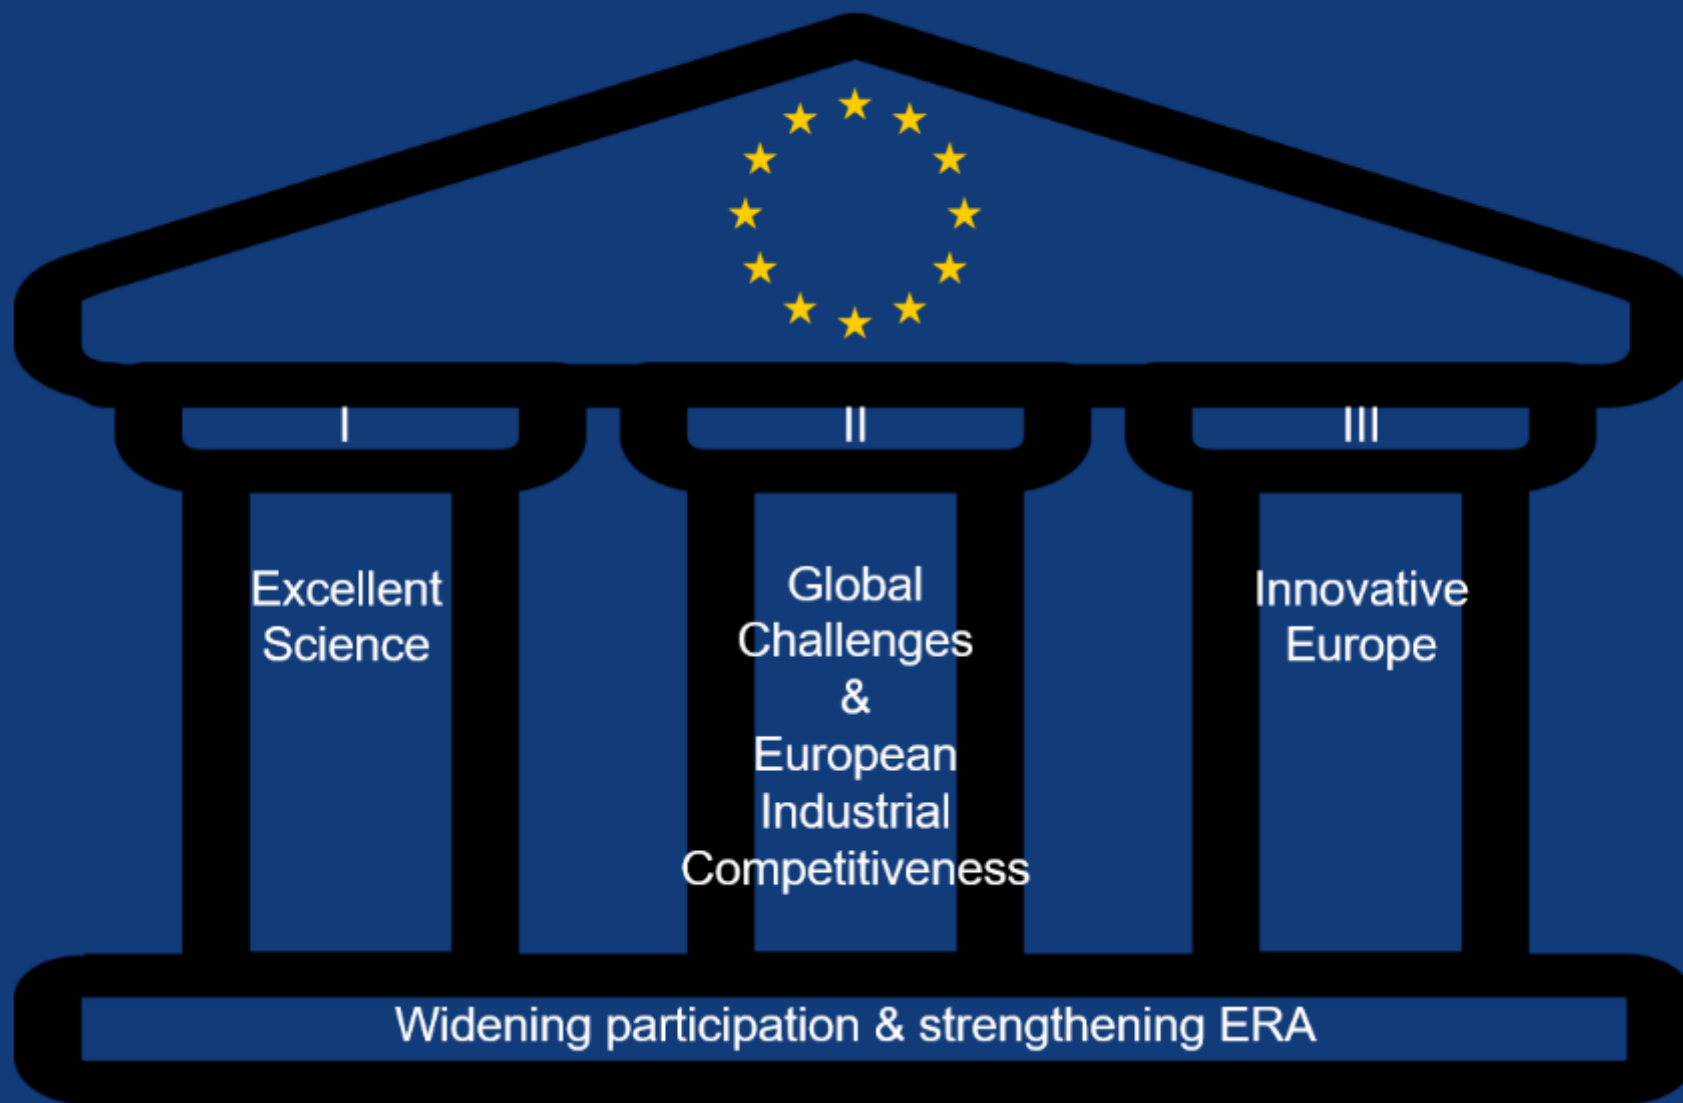 I
II
III
Excellent
Science
Global
Challenges
&
European
Industrial
Competitiveness
Innovative
Europe
Widening participation & strengthening ERA